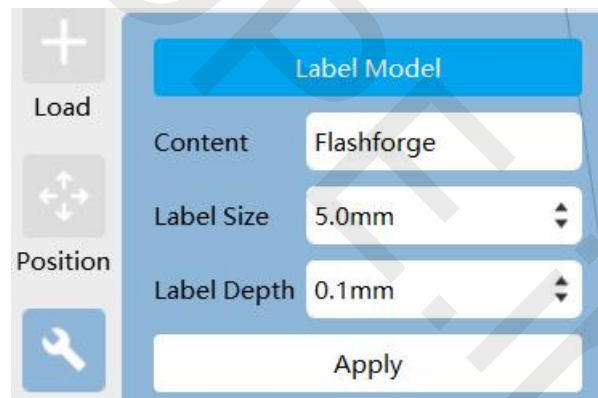 Label Model
Load
Content Flashforge
Label Size 5.0mm
Position
Label Depth 0.1mm
Apply